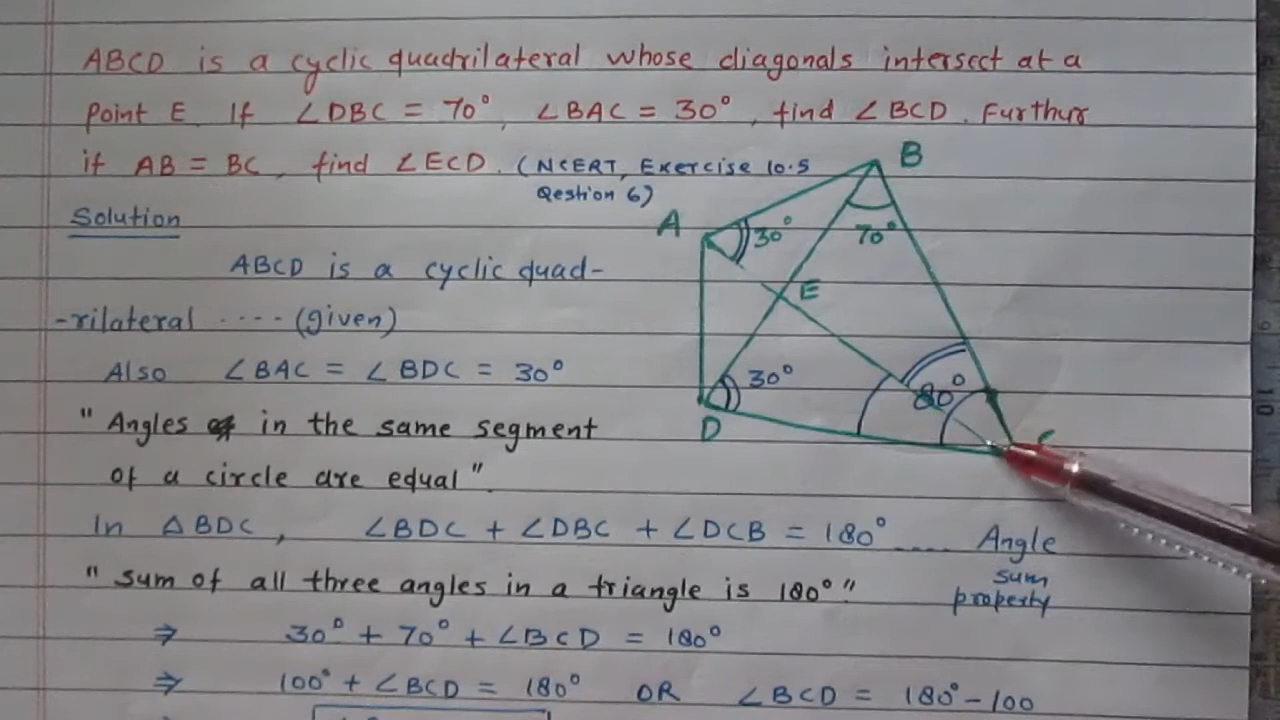 ABCD is a cyclic quadrilateral whose diagonals intersect at a
Point E. If ∠DBC = 70°, ∠BAC = 30°, find ∠BCD. Furthur
if AB = BC, find ∠ECD. (NCERT, Exercise 10.5
Qestion 6)
Solution
ABCD is a cyclic quad-
-rilateral .... (given)
Also ∠BAC = ∠BDC = 30°
"Angles in the same segment
of a circle are equal".
In △BDC, ∠BDC + ∠DBC + ∠DCB = 180° .... Angle
sum
property
"sum of all three angles in a triangle is 180°"
⇒ 30° + 70° + ∠BCD = 180°
⇒ 100° + ∠BCD = 180° OR ∠BCD = 180° - 100
B
A
30°
70°
E
30°
80°
D